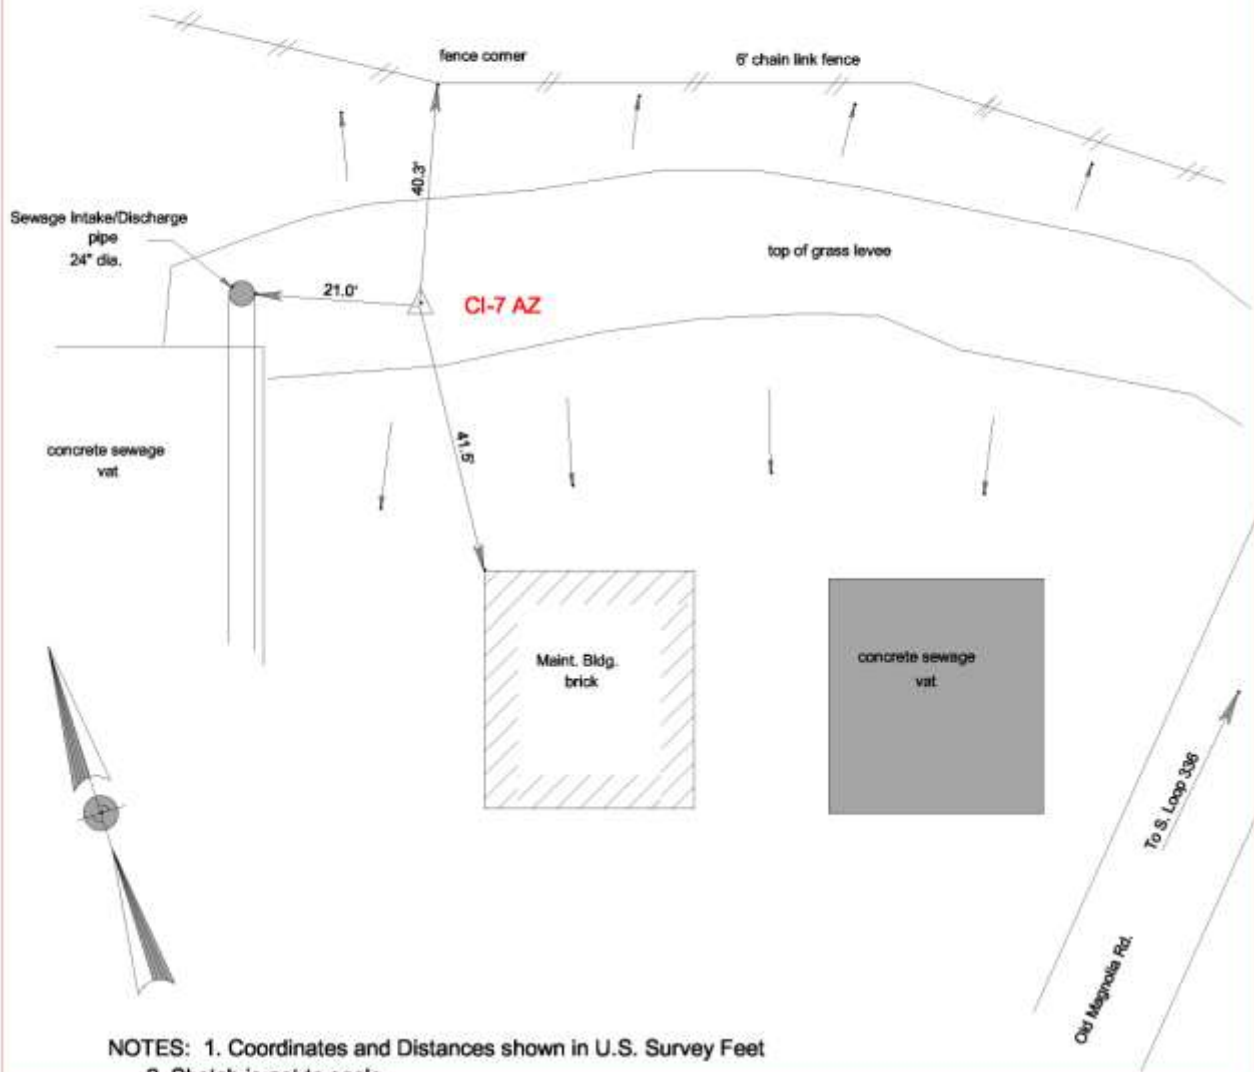 fence corner
6' chain link fence
40.3'
Sewage Intake/Discharge
pipe
24" dia.
top of grass levee
21.0'
CI-7 AZ
41.5'
concrete sewage
vat
Maint. Bldg.
brick
concrete sewage
vat
To S. Loop 336
Old Magnolia Rd.
NOTES: 1. Coordinates and Distances shown in U.S. Survey Feet